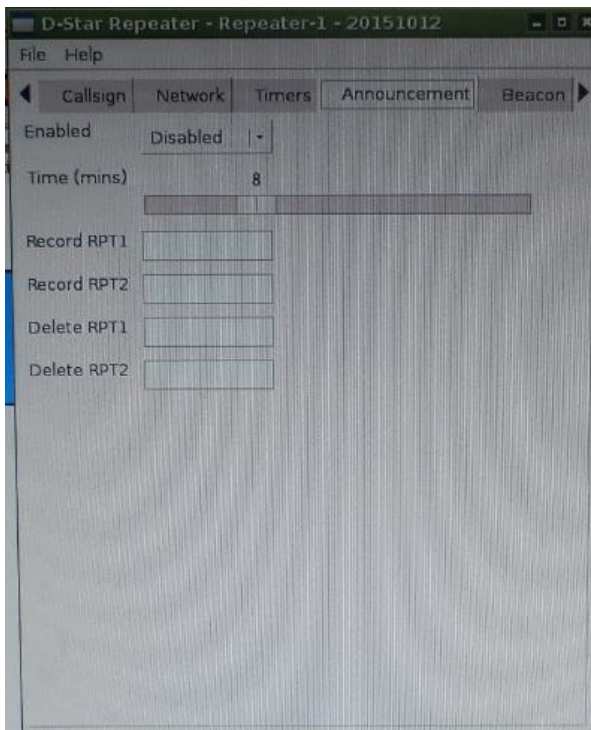 D-Star Repeater - Repeater-1 - 20151012
File Help
Callsign Network Timers Announcement Beacon
Enabled Disabled
Time (mins) 8
Record RPT1
Record RPT2
Delete RPT1
Delete RPT2